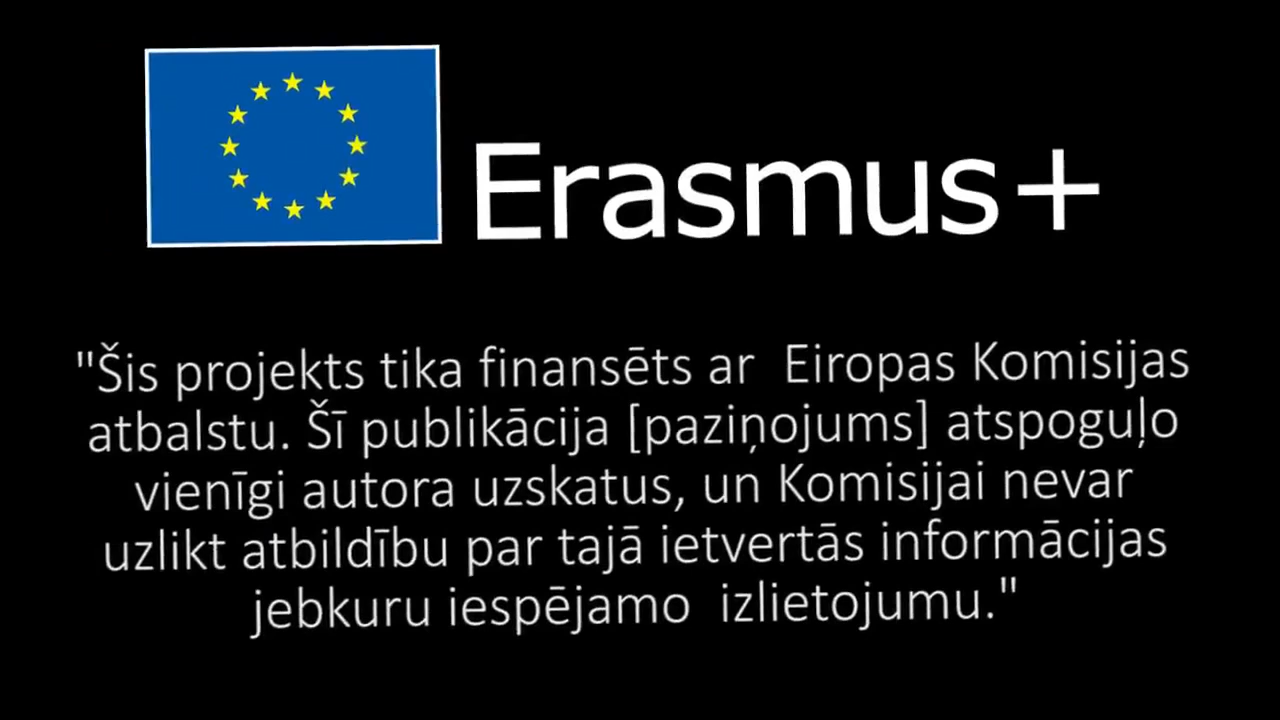 Erasmus+
"Šis projekts tika finansēts ar  Eiropas Komisijas
atbalstu. Šī publikācija [paziņojums] atspoguļo
vienīgi autora uzskatus, un Komisijai nevar
uzlikt atbildību par tajā ietvertās informācijas
jebkuru iespējamo  izlietojumu."